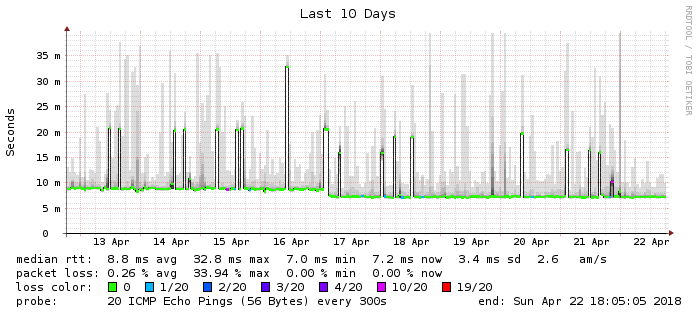 Last 10 Days
RRDTOOL / TOBI OETIKER
Seconds
35 m
30 m
25 m
20 m
15 m
10 m
5 m
0
13 Apr 14 Apr 15 Apr 16 Apr 17 Apr 18 Apr 19 Apr 20 Apr 21 Apr 22 Apr
median rtt: 8.8 ms avg 32.8 ms max 7.0 ms min 7.2 ms now 3.4 ms sd 2.6 am/s
packet loss: 0.26 % avg 33.94 % max 0.00 % min 0.00 % now
loss color: 0 1/20 2/20 3/20 4/20 10/20 19/20
probe: 20 ICMP Echo Pings (56 Bytes) every 300s end: Sun Apr 22 18:05:05 2018